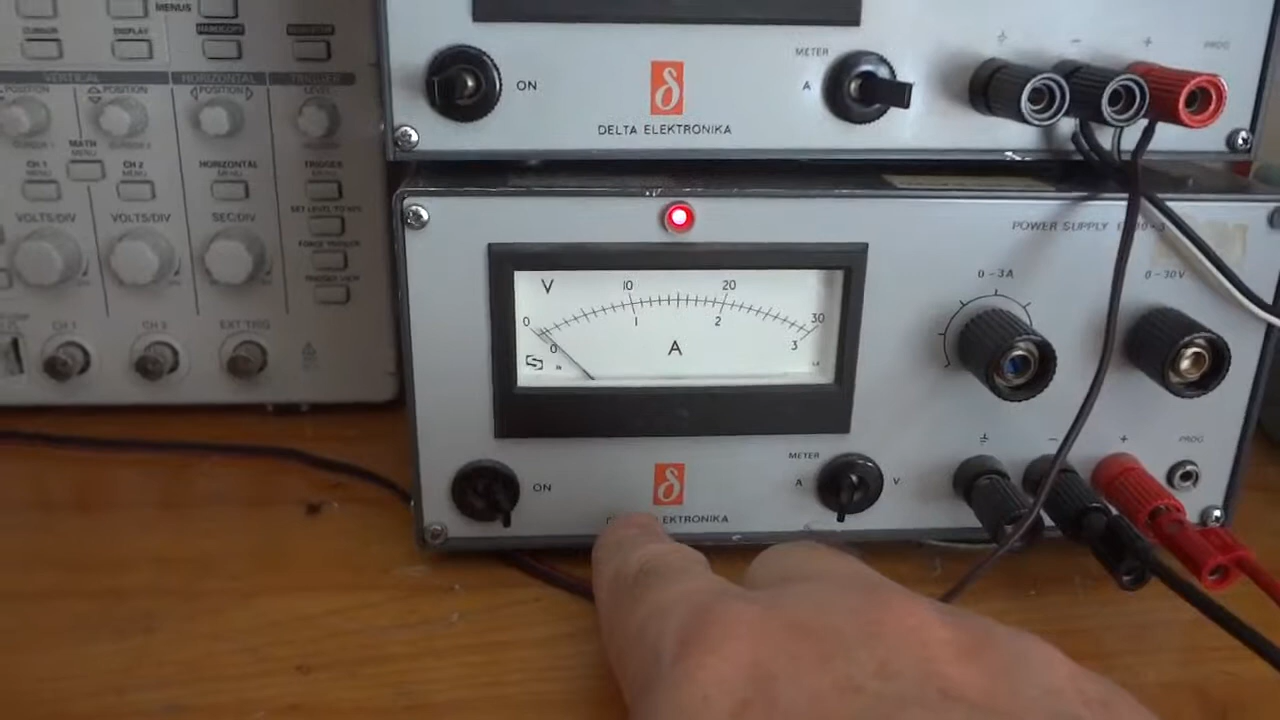 MENUS
CURSOR
DISPLAY
HARDCOPY
VERTICAL
HORIZONTAL
TRIGGER
POSITION
POSITION
POSITION
LEVEL
MATH
MENU
CH 1
MENU
CH 2
MENU
HORIZONTAL
MENU
TRIGGER
MENU
SET LEVEL TO 50%
FORCE TRIGGER
TRIGGER VIEW
VOLTS/DIV
VOLTS/DIV
SEC/DIV
CH 1
CH 2
EXT TRIG
ON
δ
DELTA ELEKTRONIKA
METER
A
-
+
PROG
POWER SUPPLY
V
0
10
20
30
0
1
2
3
A
0-3A
0-30V
ON
δ
EKTRONIKA
METER
A
V
-
+
PROG